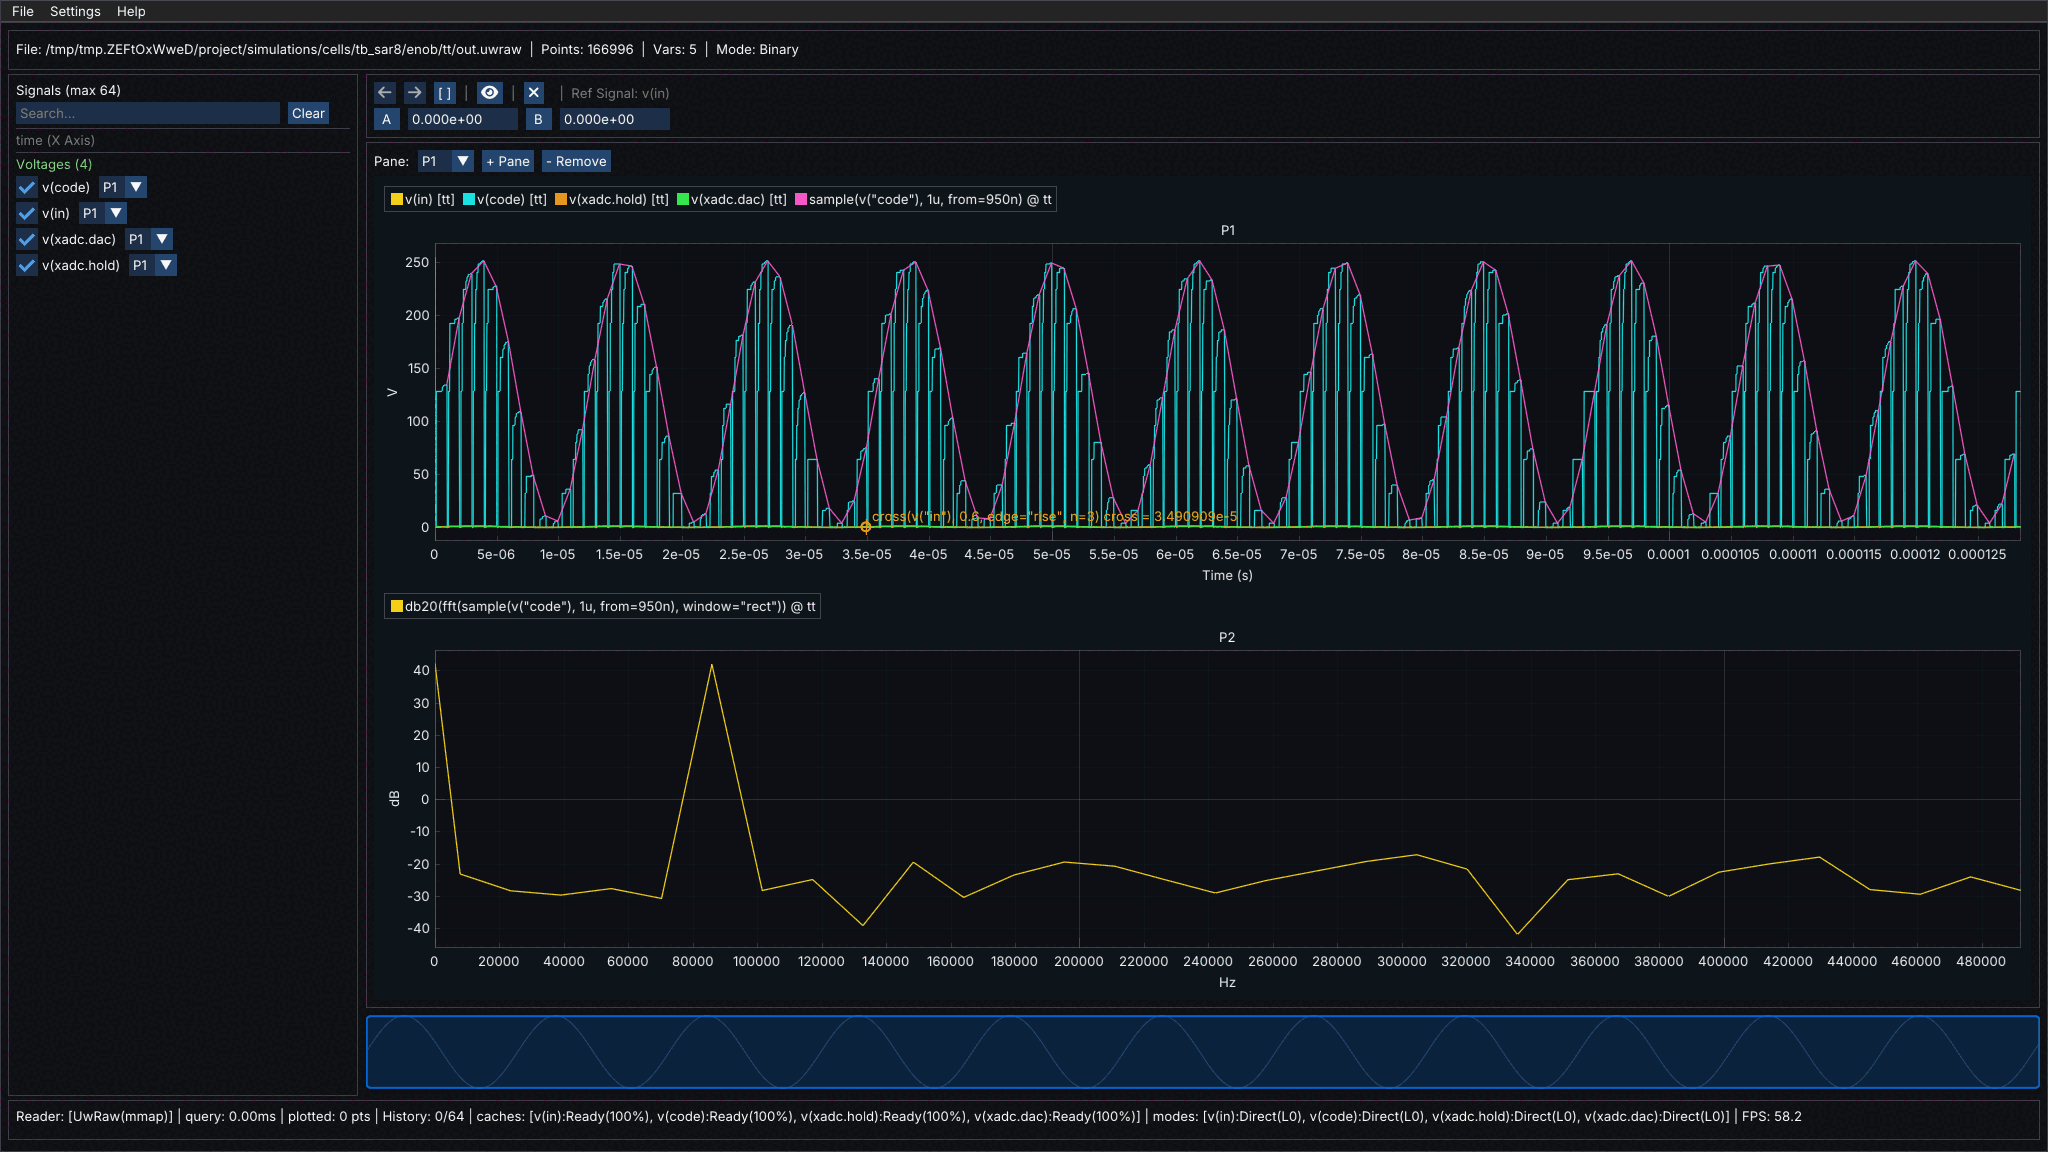 File Settings Help
File: /tmp/tmp.ZEFtOxWweD/project/simulations/cells/tb_sar8/enob/tt/out.uwraw | Points: 166996 | Vars: 5 | Mode: Binary
Signals (max 64)
Search...
Clear
time (X Axis)
Voltages (4)
v(code) P1
v(in) P1
v(xadc.dac) P1
v(xadc.hold) P1
[ ] | | | Ref Signal: v(in)
A 0.000e+00 B 0.000e+00
Pane: P1 + Pane - Remove
v(in) [tt] v(code) [tt] v(xadc.hold) [tt] v(xadc.dac) [tt] sample(v("code"), 1u, from=950n) @ tt
P1
250
200
150
100
50
0
V
cross(v("in"), 0.6, edge="rise", n=3) cross = 3.490909e-5
0 5e-06 1e-05 1.5e-05 2e-05 2.5e-05 3e-05 3.5e-05 4e-05 4.5e-05 5e-05 5.5e-05 6e-05 6.5e-05 7e-05 7.5e-05 8e-05 8.5e-05 9e-05 9.5e-05 0.0001 0.000105 0.00011 0.000115 0.00012 0.000125
Time (s)
db20(fft(sample(v("code"), 1u, from=950n), window="rect")) @ tt
P2
40
30
20
10
0
-10
-20
-30
-40
dB
0 20000 40000 60000 80000 100000 120000 140000 160000 180000 200000 220000 240000 260000 280000 300000 320000 340000 360000 380000 400000 420000 440000 460000 480000
Hz
Reader: [UwRaw(mmap)] | query: 0.00ms | plotted: 0 pts | History: 0/64 | caches: [v(in):Ready(100%), v(code):Ready(100%), v(xadc.hold):Ready(100%), v(xadc.dac):Ready(100%)] | modes: [v(in):Direct(L0), v(code):Direct(L0), v(xadc.hold):Direct(L0), v(xadc.dac):Direct(L0)] | FPS: 58.2